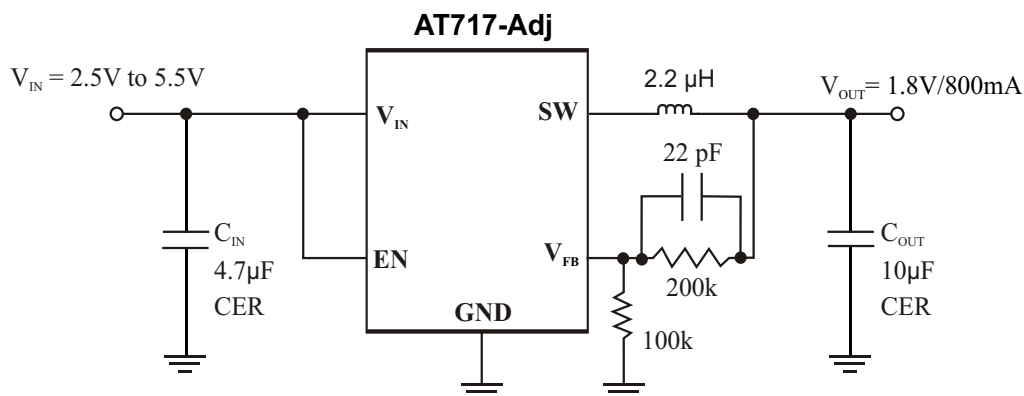 AT717-Adj
VIN = 2.5V to 5.5V
2.2 µH
VOUT= 1.8V/800mA
VIN
SW
22 pF
CIN
4.7µF
CER
EN
VFB
200k
COUT
10µF
CER
GND
100k